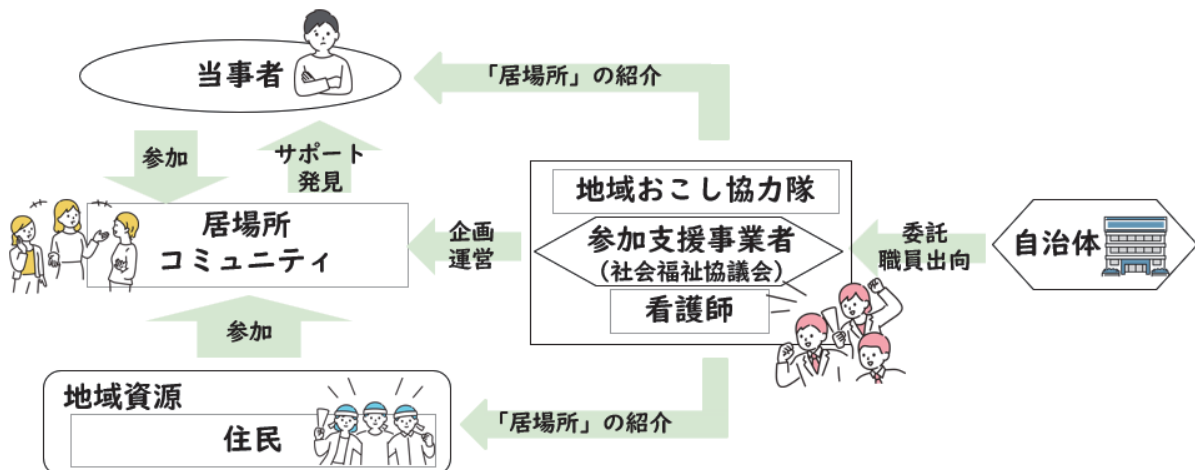 当事者
「居場所」の紹介
参加
サポート
発見
地域おこし協力隊
居場所
コミュニティ
企画
運営
参加支援事業者
（社会福祉協議会）
委託
職員出向
自治体
看護師
参加
地域資源
住民
「居場所」の紹介